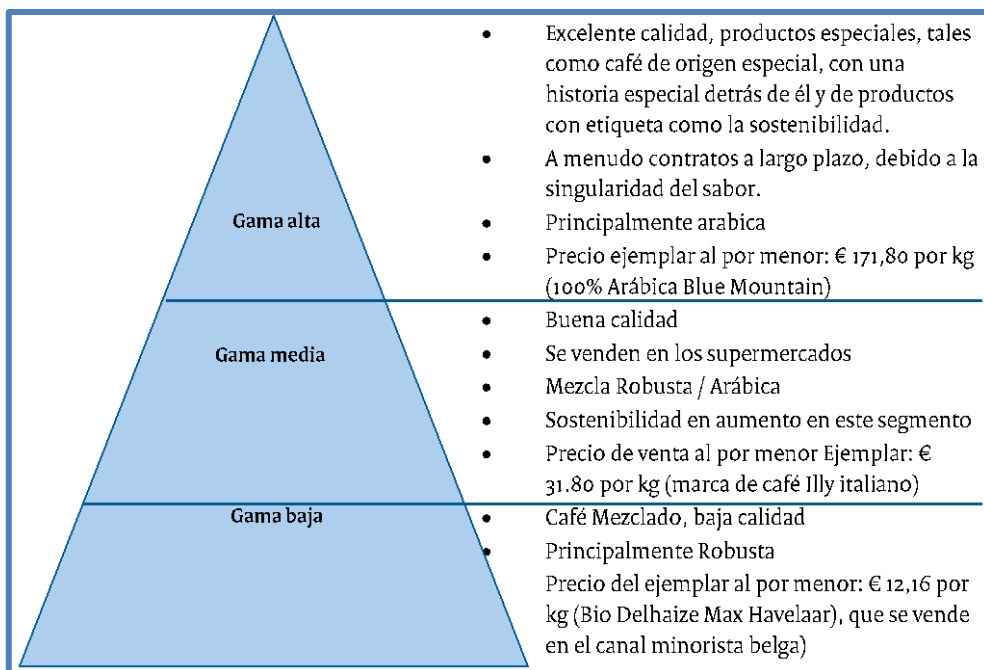 Gama alta
• Excelente calidad, productos especiales, tales
como café de origen especial, con una
historia especial detrás de él y de productos
con etiqueta como la sostenibilidad.
• A menudo contratos a largo plazo, debido a la
singularidad del sabor.
• Principalmente arabica
• Precio ejemplar al por menor: € 171,80 por kg
(100% Arábica Blue Mountain)
Gama media
• Buena calidad
• Se venden en los supermercados
• Mezcla Robusta / Arábica
• Sostenibilidad en aumento en este segmento
• Precio de venta al por menor Ejemplar: €
31.80 por kg (marca de café Illy italiano)
Gama baja
• Café Mezclado, baja calidad
• Principalmente Robusta
Precio del ejemplar al por menor: € 12,16 por
kg (Bio Delhaize Max Havelaar), que se vende
en el canal minorista belga)